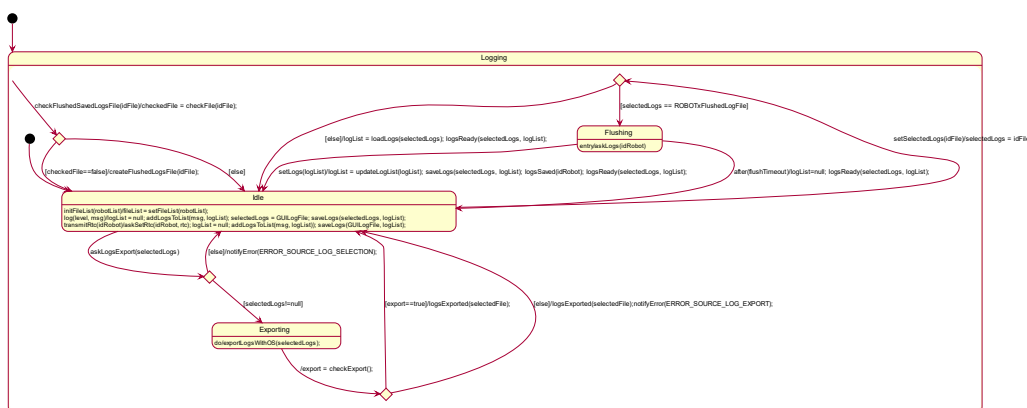 Logging
checkFlushedSavedLogsFile(idFile)/checkedFile = checkFile(idFile);
[selectedLogs == ROBOTxFlushedLogFile]
Flushing
entry/askLogs(idRobot)
[else]/logList = loadLogs(selectedLogs); logsReady(selectedLogs, logList);
setSelectedLogs(idFile)/selectedLogs = idFile
[checkedFile==false]/createFlushedLogsFile(idFile);
[else]
setLogs(logList)/logList = updateLogList(logList); saveLogs(selectedLogs, logList); logsSaved(idRobot); logsReady(selectedLogs, logList);
after(flushTimeout)/logList=null; logsReady(selectedLogs, logList);
Idle
initFileList(robotList)/fileList = setFileList(robotList);
log(level, msg)/logList = null; addLogsToList(msg, logList); selectedLogs = GUILogFile; saveLogs(selectedLogs, logList);
transmitRtc(idRobot)/askSetRtc(idRobot, rtc); logList = null; addLogsToList(msg, logList)); saveLogs(GUILogFile, logList);
askLogsExport(selectedLogs)
[else]/notifyError(ERROR_SOURCE_LOG_SELECTION);
[selectedLogs!=null]
[export==true]/logsExported(selectedFile);
[else]/logsExported(selectedFile);notifyError(ERROR_SOURCE_LOG_EXPORT);
Exporting
do/exportLogsWithOS(selectedLogs);
/export = checkExport();